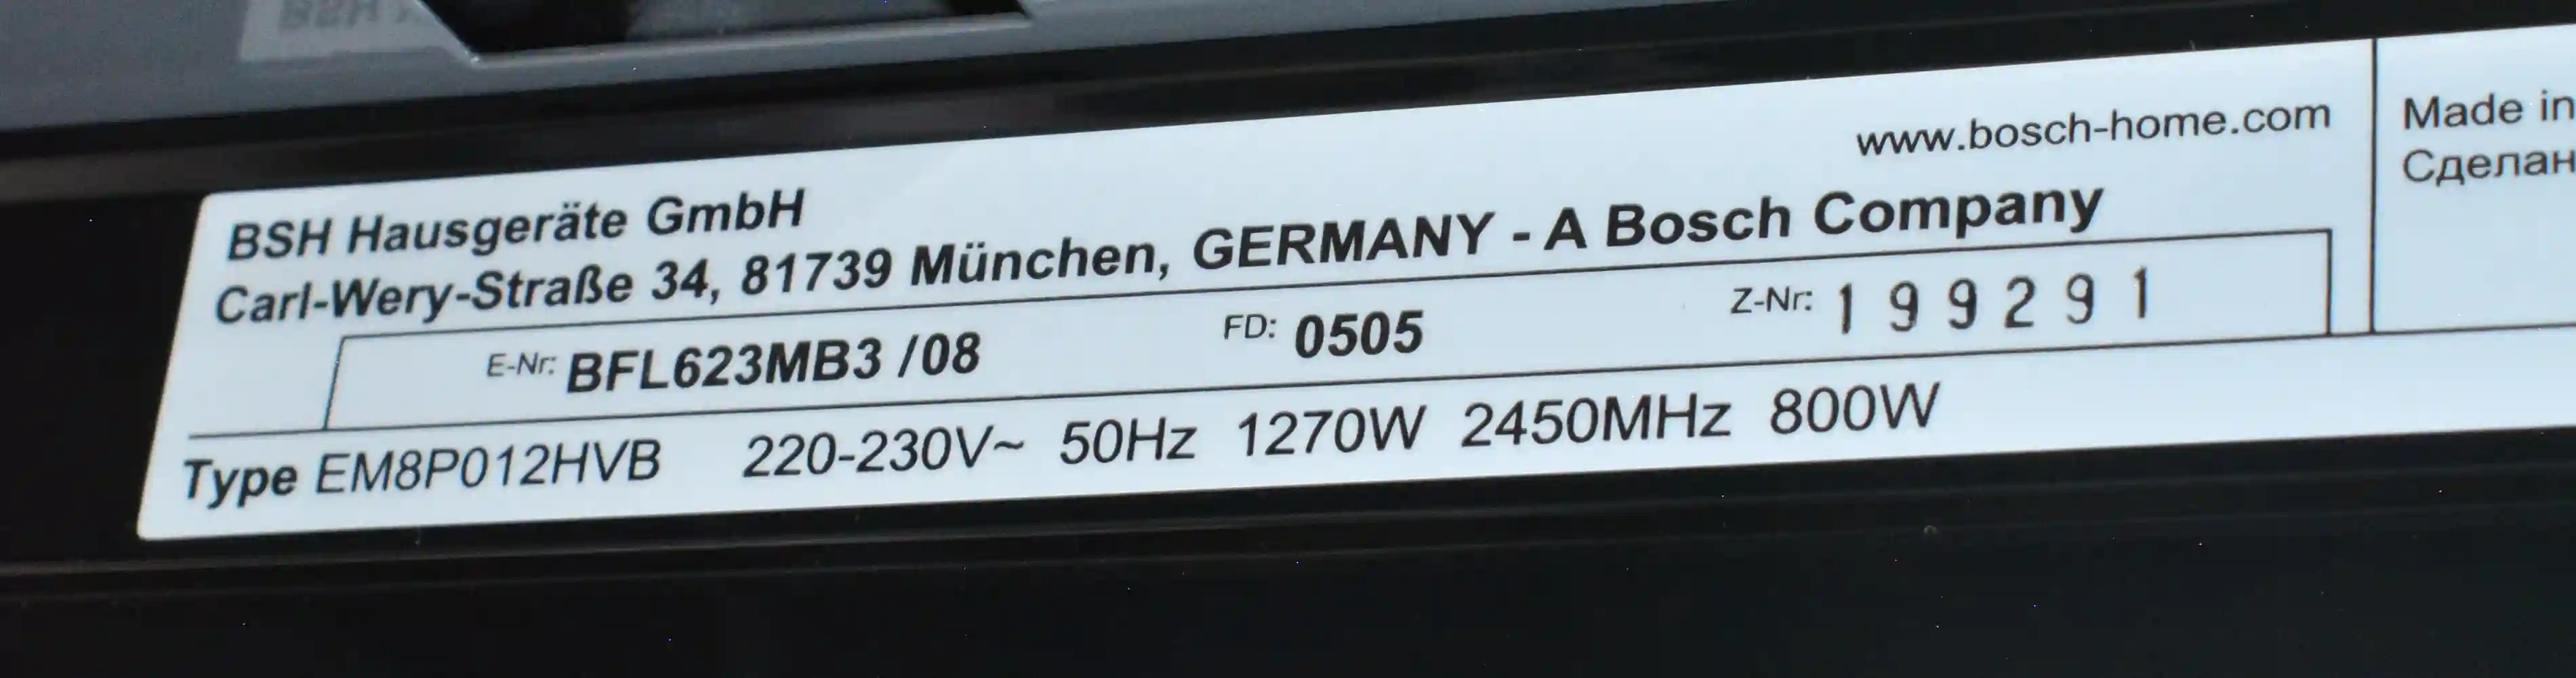 www.bosch-home.com
BSH Hausgeräte GmbH
Carl-Wery-Straße 34, 81739 München, GERMANY - A Bosch Company
E-Nr: BFL623MB3 /08 FD: 0505 Z-Nr: 199291
Type EM8P012HVB 220-230V~ 50Hz 1270W 2450MHz 800W
Made in
Сделан